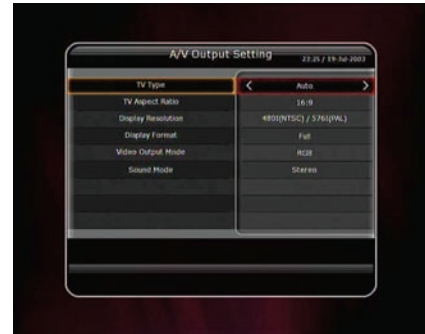 A/V Output Setting
23:25 / 19-Jul-2003
TV Type
Auto
TV Aspect Ratio
16:9
Display Resolution
480I(NTSC) / 576I(PAL)
Display Format
Full
Video Output Mode
RGB
Sound Mode
Stereo